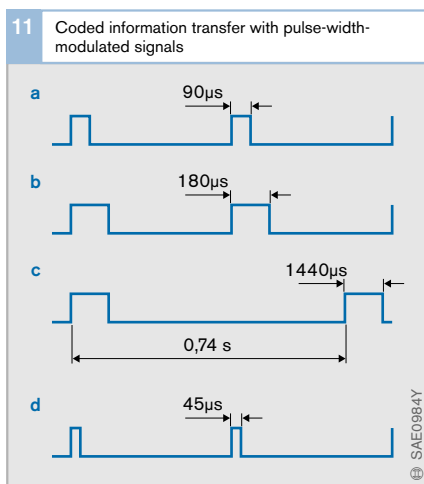 11 Coded information transfer with pulse-width-
modulated signals
a
90µs
b
180µs
c
1440µs
0,74 s
d
45µs
SAE0984Y